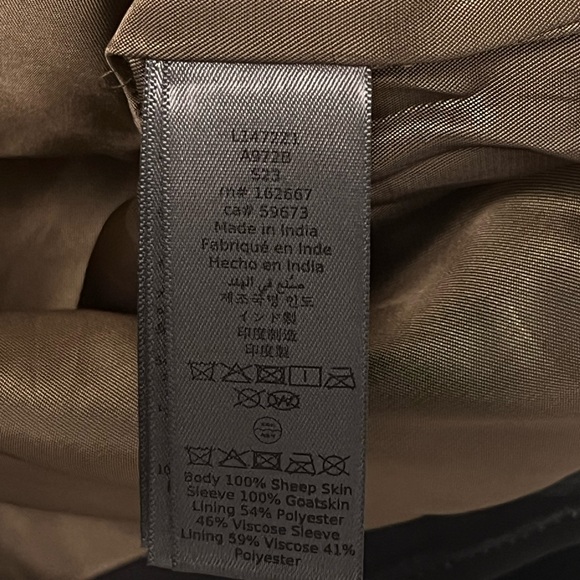 L147ZZ1
A972B
S23
rn# 162667
ca# 59673
Made in India
Fabriqué en Inde
Hecho en India
صنع في الهند
제조국명 인도
インド製
印度制造
印度製
Body 100% Sheep Skin
Sleeve 100% Goatskin
Lining 54% Polyester
46% Viscose Sleeve
Lining 59% Viscose 41%
Polyester